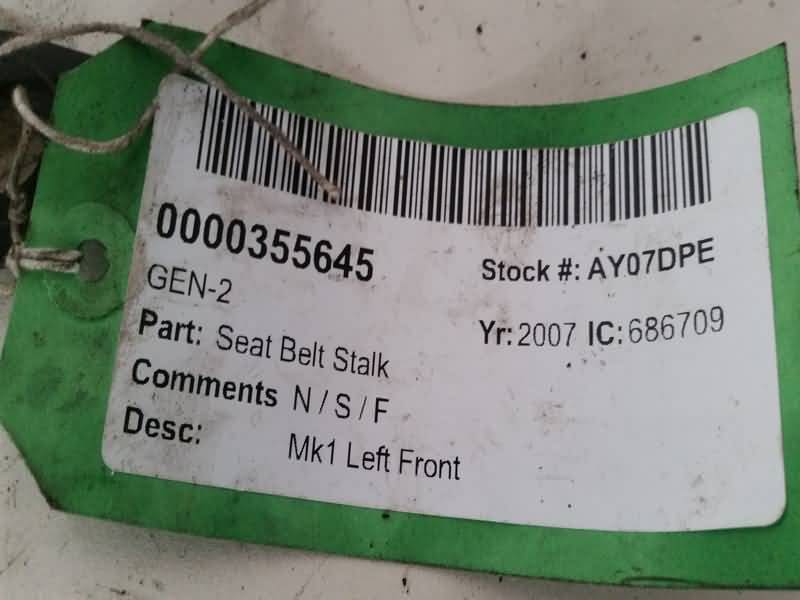 0000355645
Stock #: AY07DPE
GEN-2
Yr: 2007 IC: 686709
Part: Seat Belt Stalk
Comments N / S / F
Desc: Mk1 Left Front